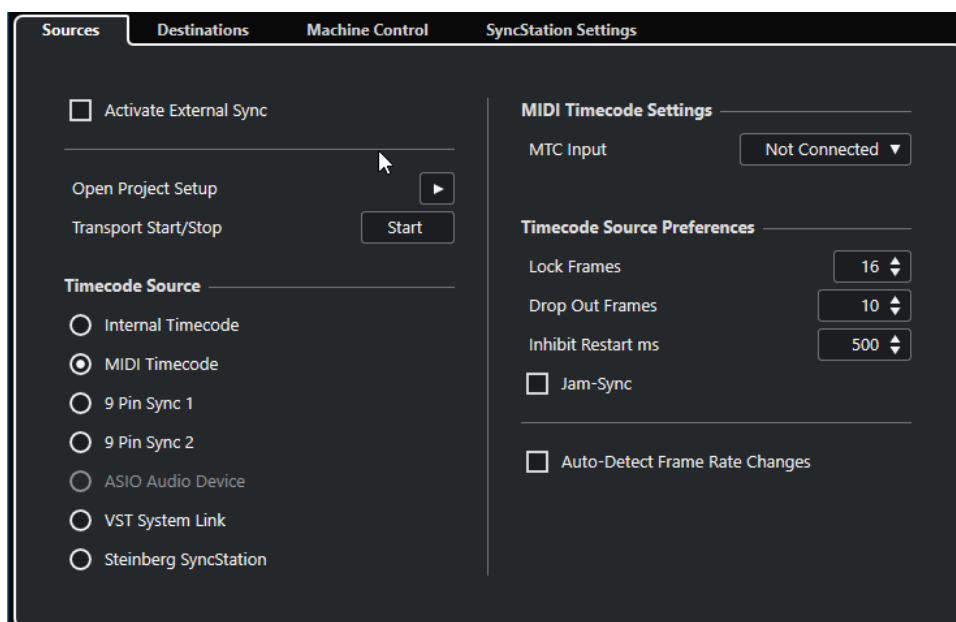 Sources Destinations Machine Control SyncStation Settings
Activate External Sync
Open Project Setup
Transport Start/Stop Start
Timecode Source
Internal Timecode
MIDI Timecode
9 Pin Sync 1
9 Pin Sync 2
ASIO Audio Device
VST System Link
Steinberg SyncStation
MIDI Timecode Settings
MTC Input Not Connected
Timecode Source Preferences
Lock Frames 16
Drop Out Frames 10
Inhibit Restart ms 500
Jam-Sync
Auto-Detect Frame Rate Changes